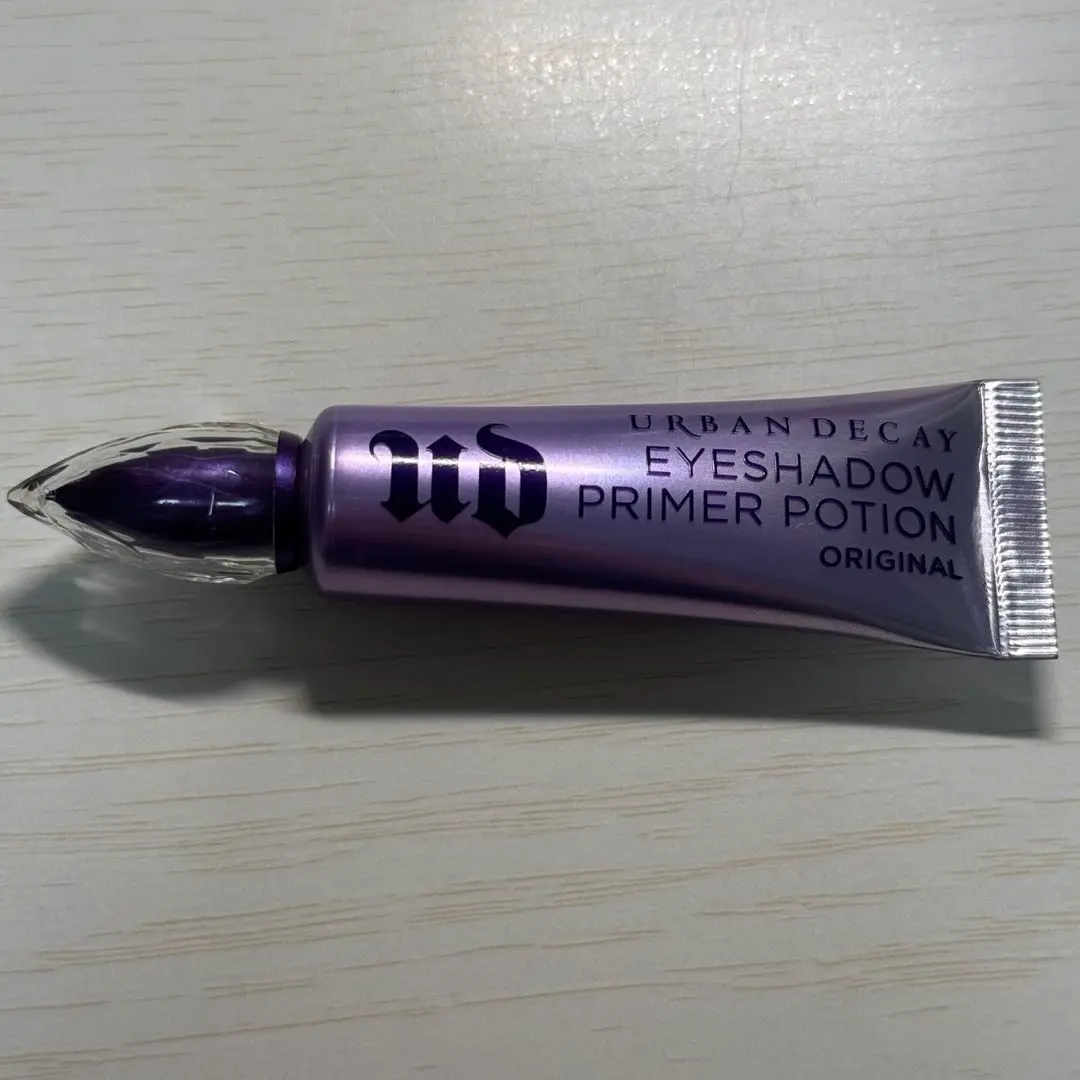 ud
URBAN DECAY
EYESHADOW
PRIMER POTION
ORIGINAL